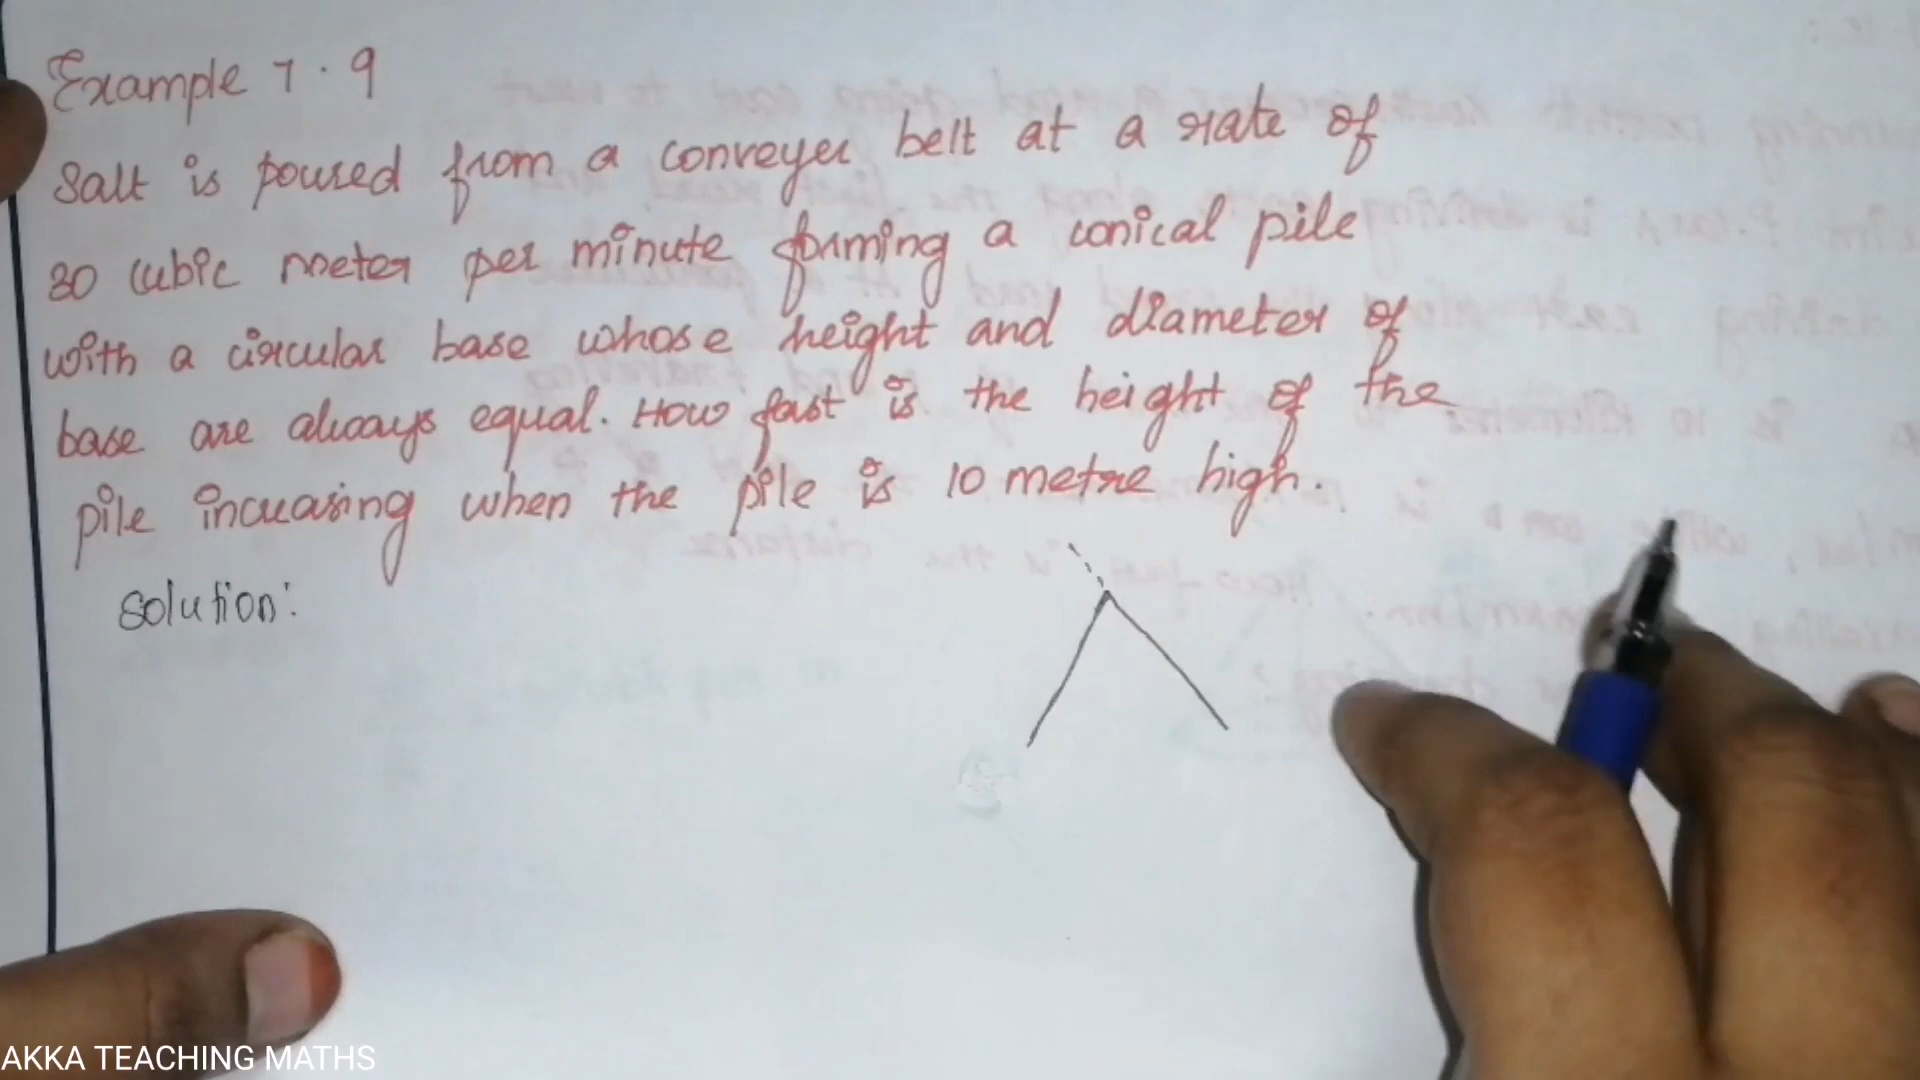 Example 7.9
Salt is poured from a conveyer belt at a rate of
30 cubic meter per minute forming a conical pile
with a circular base whose height and diameter of
base are always equal. How fast is the height of the
pile increasing when the pile is 10 metre high.
Solution:
AKKA TEACHING MATHS